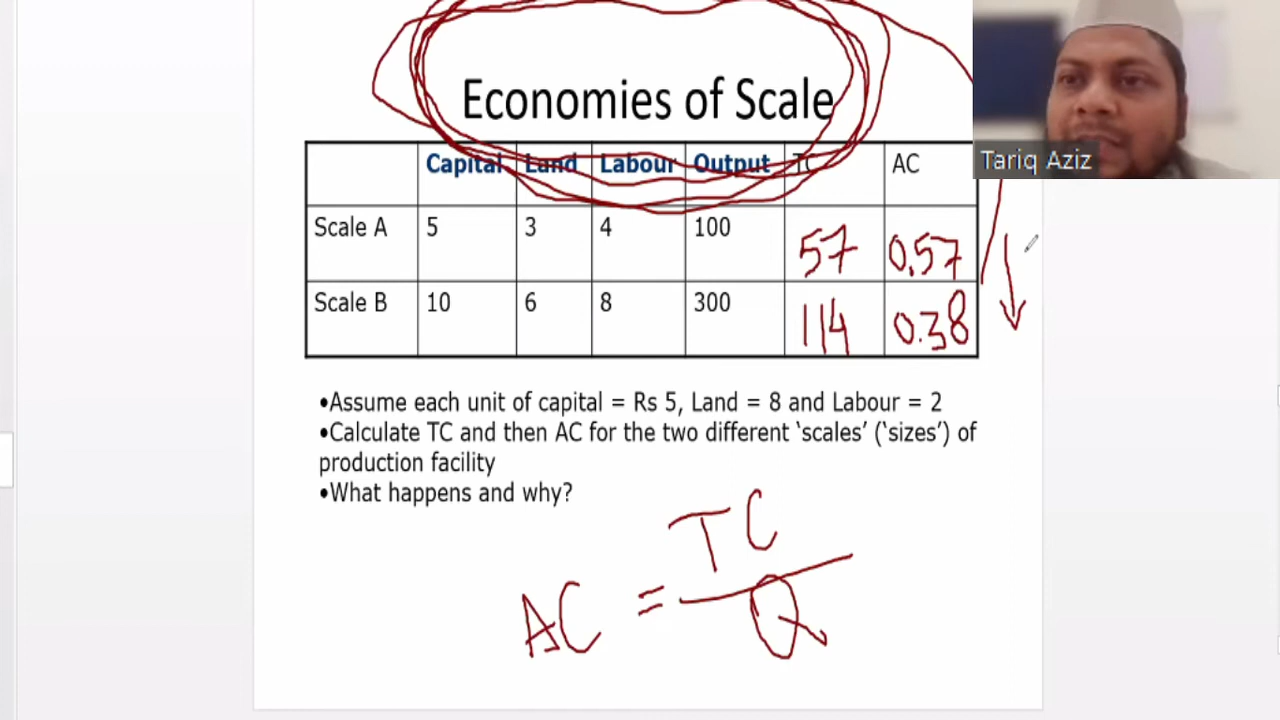 Economies of Scale
Capital Land Labour Output TC AC
Scale A 5 3 4 100 57 0.57
Scale B 10 6 8 300 114 0.38
•Assume each unit of capital = Rs 5, Land = 8 and Labour = 2
•Calculate TC and then AC for the two different ‘scales’ (‘sizes’) of
production facility
•What happens and why?
AC = TC
Q
Tariq Aziz